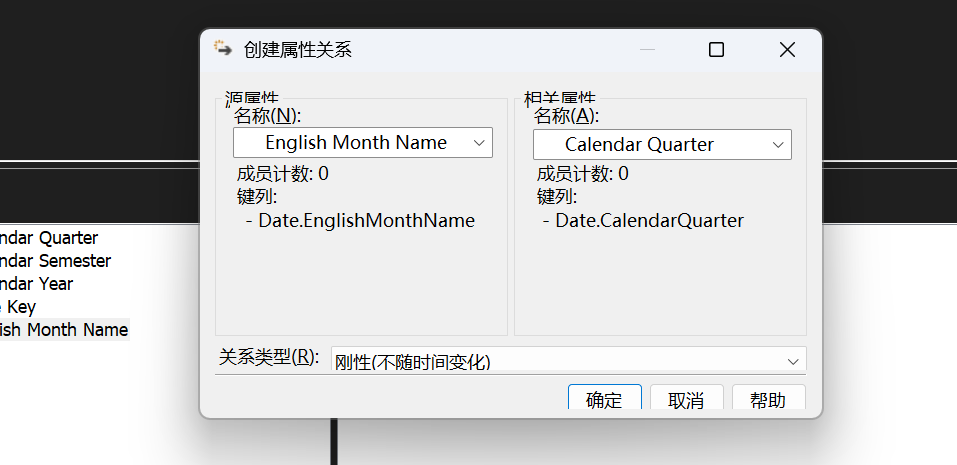 创建属性关系
源属性
名称(N):
English Month Name
成员计数: 0
键列:
- Date.EnglishMonthName
相关属性
名称(A):
Calendar Quarter
成员计数: 0
键列:
- Date.CalendarQuarter
关系类型(R):
刚性(不随时间变化)
确定
取消
帮助
ndar Quarter
ndar Semester
ndar Year
Key
ish Month Name